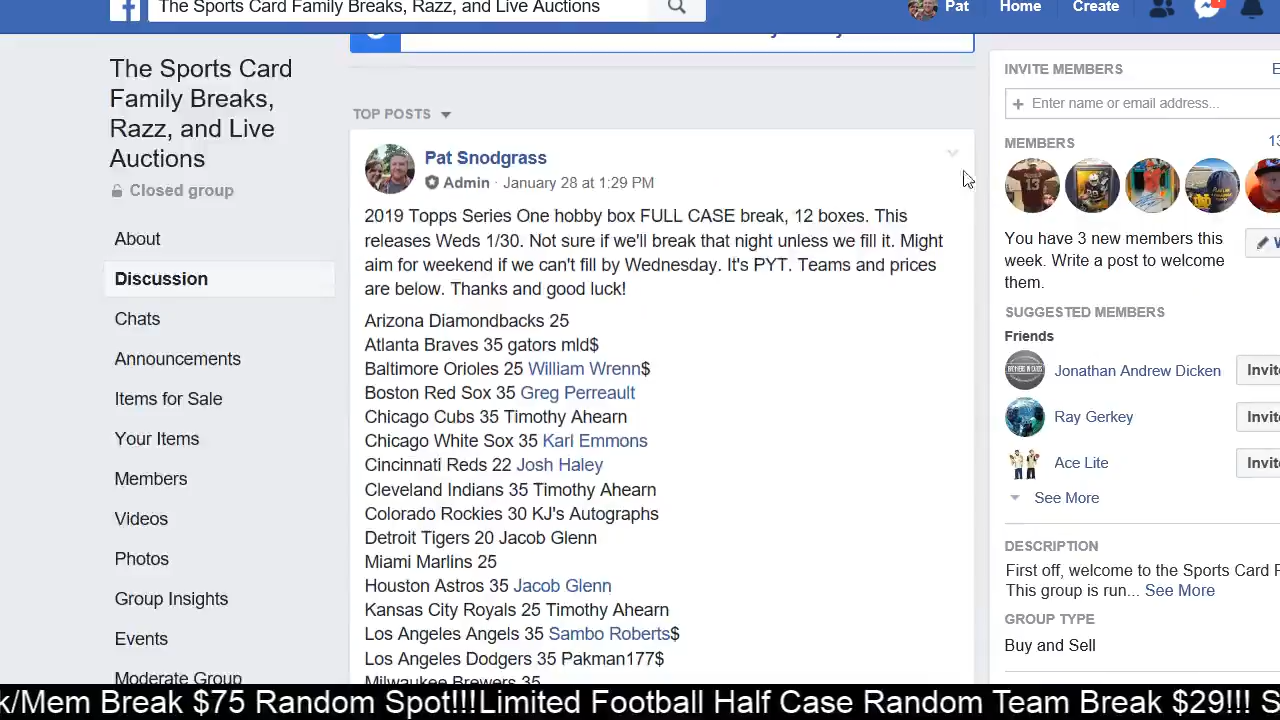 The Sports Card Family Breaks, Razz, and Live Auctions
Pat
Home
Create
The Sports Card
Family Breaks,
Razz, and Live
Auctions
Closed group
About
Discussion
Chats
Announcements
Items for Sale
Your Items
Members
Videos
Photos
Group Insights
Events
Moderate Group
TOP POSTS
Pat Snodgrass
Admin · January 28 at 1:29 PM
2019 Topps Series One hobby box FULL CASE break, 12 boxes. This
releases Weds 1/30. Not sure if we'll break that night unless we fill it. Might
aim for weekend if we can't fill by Wednesday. It's PYT. Teams and prices
are below. Thanks and good luck!
Arizona Diamondbacks 25
Atlanta Braves 35 gators mld$
Baltimore Orioles 25 William Wrenn$
Boston Red Sox 35 Greg Perreault
Chicago Cubs 35 Timothy Ahearn
Chicago White Sox 35 Karl Emmons
Cincinnati Reds 22 Josh Haley
Cleveland Indians 35 Timothy Ahearn
Colorado Rockies 30 KJ's Autographs
Detroit Tigers 20 Jacob Glenn
Miami Marlins 25
Houston Astros 35 Jacob Glenn
Kansas City Royals 25 Timothy Ahearn
Los Angeles Angels 35 Sambo Roberts$
Los Angeles Dodgers 35 Pakman177$
Milwaukee Brewers 35
INVITE MEMBERS
Enter name or email address...
MEMBERS
You have 3 new members this
week. Write a post to welcome
them.
SUGGESTED MEMBERS
Friends
Jonathan Andrew Dicken
Ray Gerkey
Ace Lite
See More
DESCRIPTION
First off, welcome to the Sports Card
This group is run... See More
GROUP TYPE
Buy and Sell
k/Mem Break $75 Random Spot!!!Limited Football Half Case Random Team Break $29!!! S